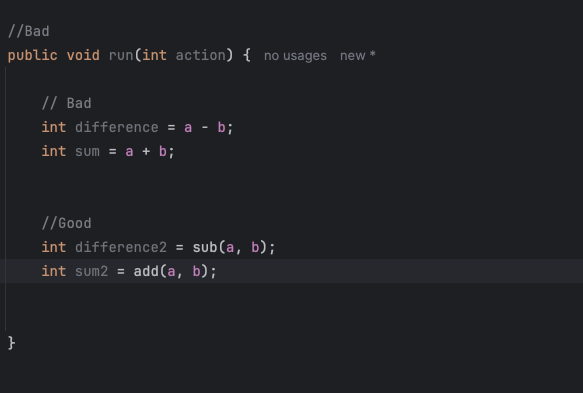 //Bad
public void run(int action) { no usages new *
// Bad
int difference = a - b;
int sum = a + b;
//Good
int difference2 = sub(a, b);
int sum2 = add(a, b);
}